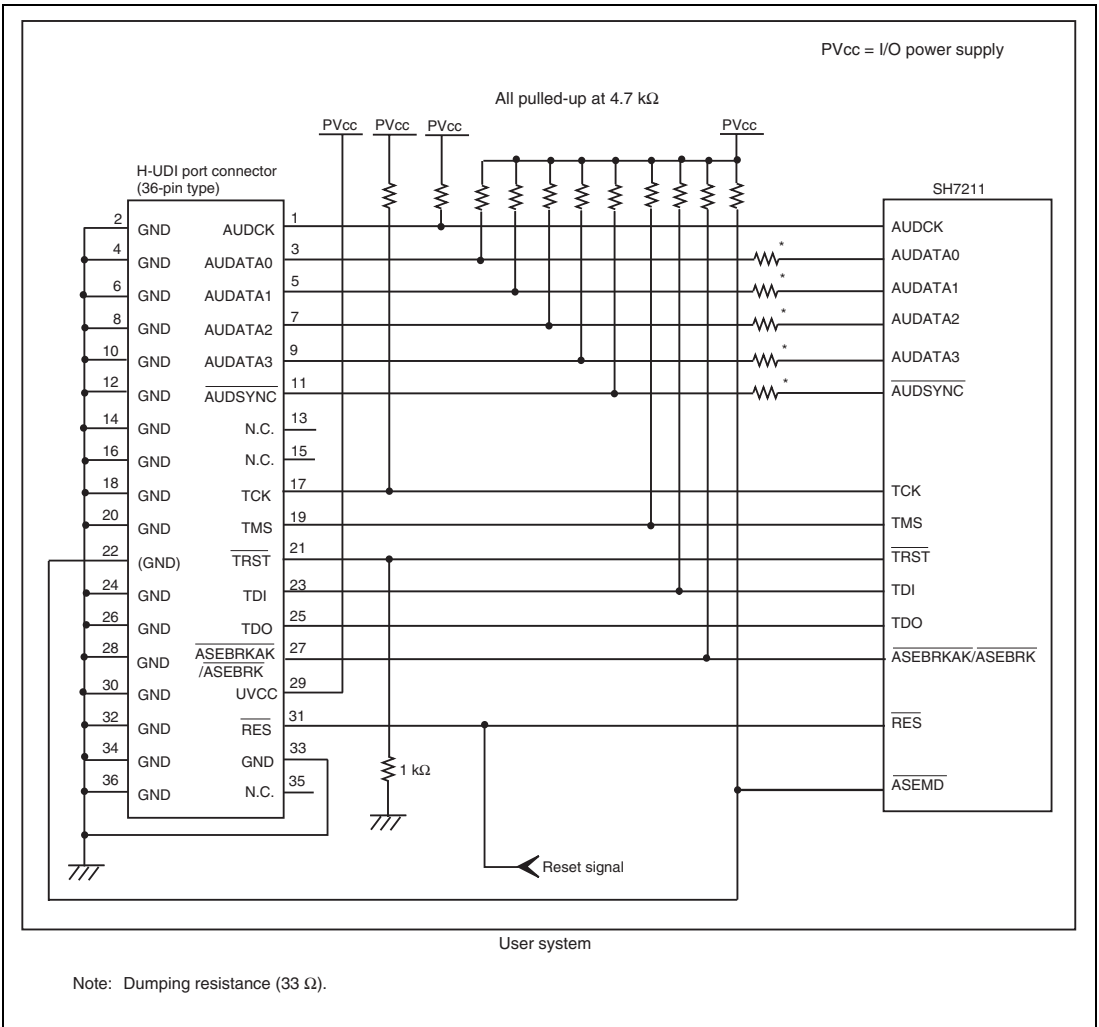 PVcc = I/O power supply
All pulled-up at 4.7 kΩ
PVcc PVcc PVcc PVcc
H-UDI port connector
(36-pin type)
SH7211
2 GND AUDCK 1 AUDCK
4 GND AUDATA0 3 * AUDATA0
6 GND AUDATA1 5 * AUDATA1
8 GND AUDATA2 7 * AUDATA2
10 GND AUDATA3 9 * AUDATA3
12 GND AUDSYNC 11 * AUDSYNC
14 GND N.C. 13
16 GND N.C. 15
18 GND TCK 17 TCK
20 GND TMS 19 TMS
22 (GND) TRST 21 TRST
24 GND TDI 23 TDI
26 GND TDO 25 TDO
28 GND ASEBRKAK 27 ASEBRKAK/ASEBRK
/ASEBRK
30 GND UVCC 29
32 GND RES 31 RES
34 GND GND 33
1 kΩ
36 GND N.C. 35 ASEMD
Reset signal
User system
Note: Dumping resistance (33 Ω).